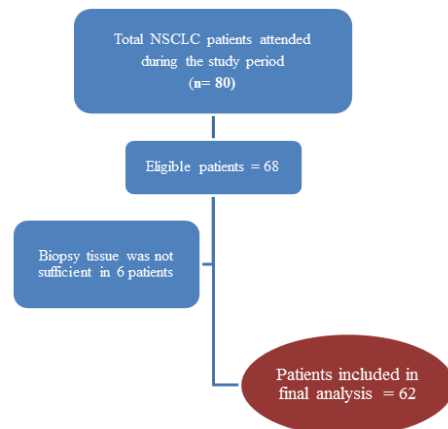 Total NSCLC patients attended
during the study period
(n= 80)
Eligible patients = 68
Biopsy tissue was not
sufficient in 6 patients
Patients included in
final analysis = 62